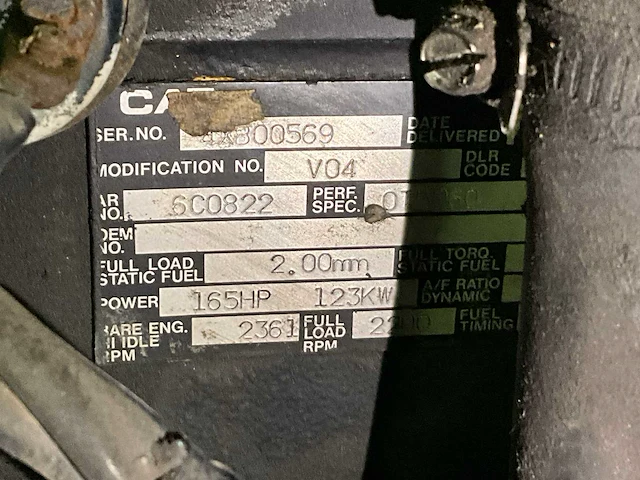 CAT
SER.NO. 00569 DATE DELIVERED
MODIFICATION NO. V04 DLR CODE
AR NO. 6C0822 PERF. SPEC.
OEM NO.
FULL LOAD STATIC FUEL 2.00mm FULL TORQ. STATIC FUEL
POWER 165HP 123KW A/F RATIO DYNAMIC
BARE ENG. HI IDLE RPM 2361 FULL LOAD RPM FUEL TIMING